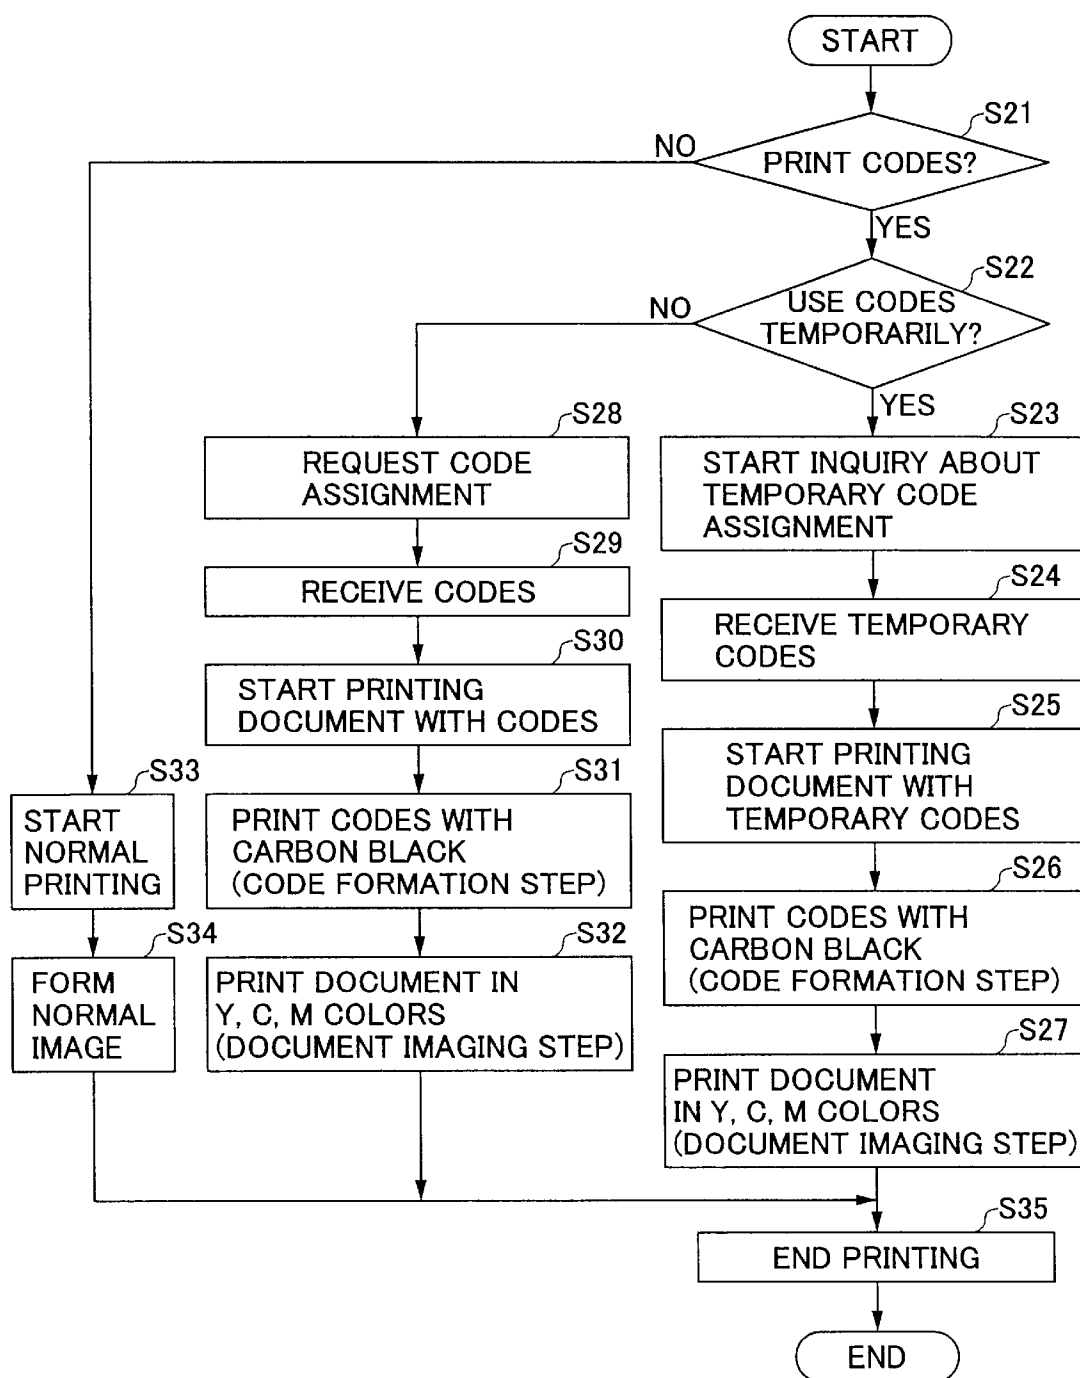 START
S21
NO
PRINT CODES?
YES
S22
NO
USE CODES
TEMPORARILY?
YES
S28
REQUEST CODE
ASSIGNMENT
S29
RECEIVE CODES
S30
START PRINTING
DOCUMENT WITH CODES
S31
PRINT CODES WITH
CARBON BLACK
(CODE FORMATION STEP)
S32
PRINT DOCUMENT IN
Y, C, M COLORS
(DOCUMENT IMAGING STEP)
S23
START INQUIRY ABOUT
TEMPORARY CODE
ASSIGNMENT
S24
RECEIVE TEMPORARY
CODES
S25
START PRINTING
DOCUMENT WITH
TEMPORARY CODES
S26
PRINT CODES WITH
CARBON BLACK
(CODE FORMATION STEP)
S27
PRINT DOCUMENT
IN Y, C, M COLORS
(DOCUMENT IMAGING STEP)
S33
START
NORMAL
PRINTING
S34
FORM
NORMAL
IMAGE
S35
END PRINTING
END